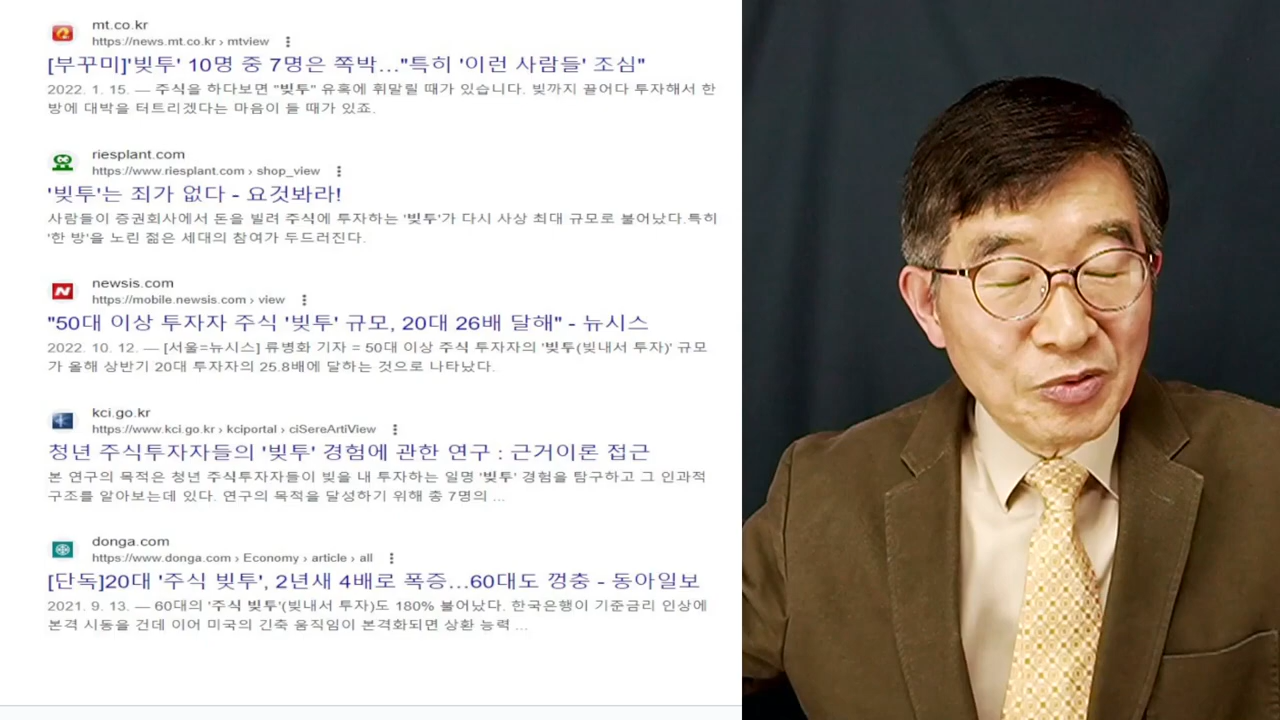 mt.co.kr
https://news.mt.co.kr › mtview
[부꾸미]'빚투' 10명 중 7명은 쪽박…"특히 '이런 사람들' 조심"
2022. 1. 15. — 주식을 하다보면 "빚투" 유혹에 휘말릴 때가 있습니다. 빚까지 끌어다 투자해서 한
방에 대박을 터트리겠다는 마음이 들 때가 있죠.
riesplant.com
https://www.riesplant.com › shop_view
'빚투'는 죄가 없다 - 요것봐라!
사람들이 증권회사에서 돈을 빌려 주식에 투자하는 '빚투'가 다시 사상 최대 규모로 불어났다.특히
'한 방'을 노린 젊은 세대의 참여가 두드러진다.
newsis.com
https://mobile.newsis.com › view
"50대 이상 투자자 주식 '빚투' 규모, 20대 26배 달해" - 뉴시스
2022. 10. 12. — [서울=뉴시스] 류병화 기자 = 50대 이상 주식 투자자의 '빚투(빚내서 투자)' 규모
가 올해 상반기 20대 투자자의 25.8배에 달하는 것으로 나타났다.
kci.go.kr
https://www.kci.go.kr › kciportal › ciSereArtiView
청년 주식투자자들의 '빚투' 경험에 관한 연구 : 근거이론 접근
본 연구의 목적은 청년 주식투자자들이 빚을 내 투자하는 일명 '빚투' 경험을 탐구하고 그 인과적
구조를 알아보는데 있다. 연구의 목적을 달성하기 위해 총 7명의 ...
donga.com
https://www.donga.com › Economy › article › all
[단독]20대 '주식 빚투', 2년새 4배로 폭증…60대도 껑충 - 동아일보
2021. 9. 13. — 60대의 '주식 빚투'(빚내서 투자)도 180% 불어났다. 한국은행이 기준금리 인상에
본격 시동을 건데 이어 미국의 긴축 움직임이 본격화되면 상환 능력 ...